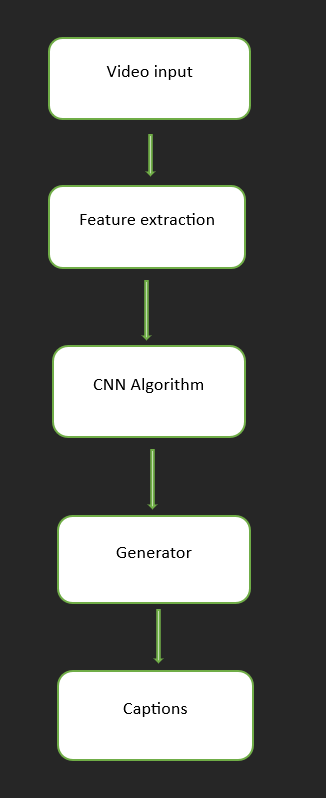 Video input
Feature extraction
CNN Algorithm
Generator
Captions